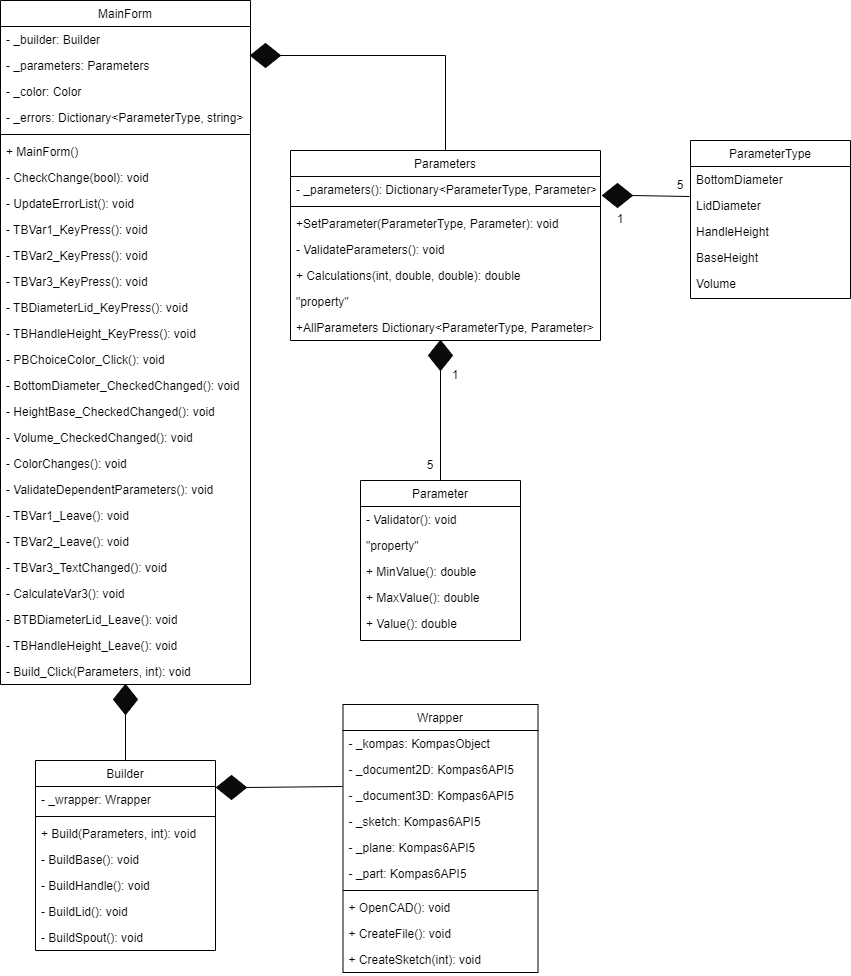 MainForm
- _builder: Builder
- _parameters: Parameters
- _color: Color
- _errors: Dictionary<ParameterType, string>
+ MainForm()
- CheckChange(bool): void
- UpdateErrorList(): void
- TBVar1_KeyPress(): void
- TBVar2_KeyPress(): void
- TBVar3_KeyPress(): void
- TBDiameterLid_KeyPress(): void
- TBHandleHeight_KeyPress(): void
- PBChoiceColor_Click(): void
- BottomDiameter_CheckedChanged(): void
- HeightBase_CheckedChanged(): void
- Volume_CheckedChanged(): void
- ColorChanges(): void
- ValidateDependentParameters(): void
- TBVar1_Leave(): void
- TBVar2_Leave(): void
- TBVar3_TextChanged(): void
- CalculateVar3(): void
- BTBDiameterLid_Leave(): void
- TBHandleHeight_Leave(): void
- Build_Click(Parameters, int): void
Parameters
- _parameters(): Dictionary<ParameterType, Parameter>
+SetParameter(ParameterType, Parameter): void
- ValidateParameters(): void
+ Calculations(int, double, double): double
"property"
+AllParameters Dictionary<ParameterType, Parameter>
1
5
ParameterType
BottomDiameter
LidDiameter
HandleHeight
BaseHeight
Volume
1
5
Parameter
- Validator(): void
"property"
+ MinValue(): double
+ MaxValue(): double
+ Value(): double
Builder
- _wrapper: Wrapper
+ Build(Parameters, int): void
- BuildBase(): void
- BuildHandle(): void
- BuildLid(): void
- BuildSpout(): void
Wrapper
- _kompas: KompasObject
- _document2D: Kompas6API5
- _document3D: Kompas6API5
- _sketch: Kompas6API5
- _plane: Kompas6API5
- _part: Kompas6API5
+ OpenCAD(): void
+ CreateFile(): void
+ CreateSketch(int): void